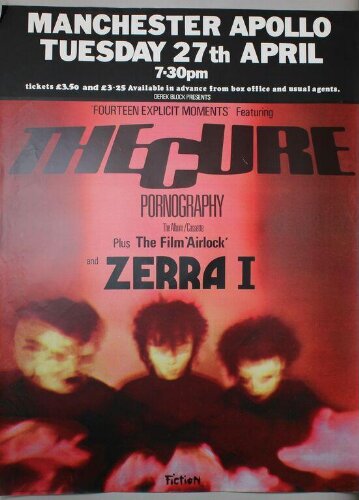 MANCHESTER APOLLO
TUESDAY 27th APRIL
7·30pm
tickets £3.50 and £3·25 Available in advance from box office and usual agents.
DEREK BLOCK PRESENTS
FOURTEEN EXPLICIT MOMENTS' Featuring
THE CURE
PORNOGRAPHY
The Album/Cassette
Plus The Film 'Airlock'
and ZERRA I
Fiction